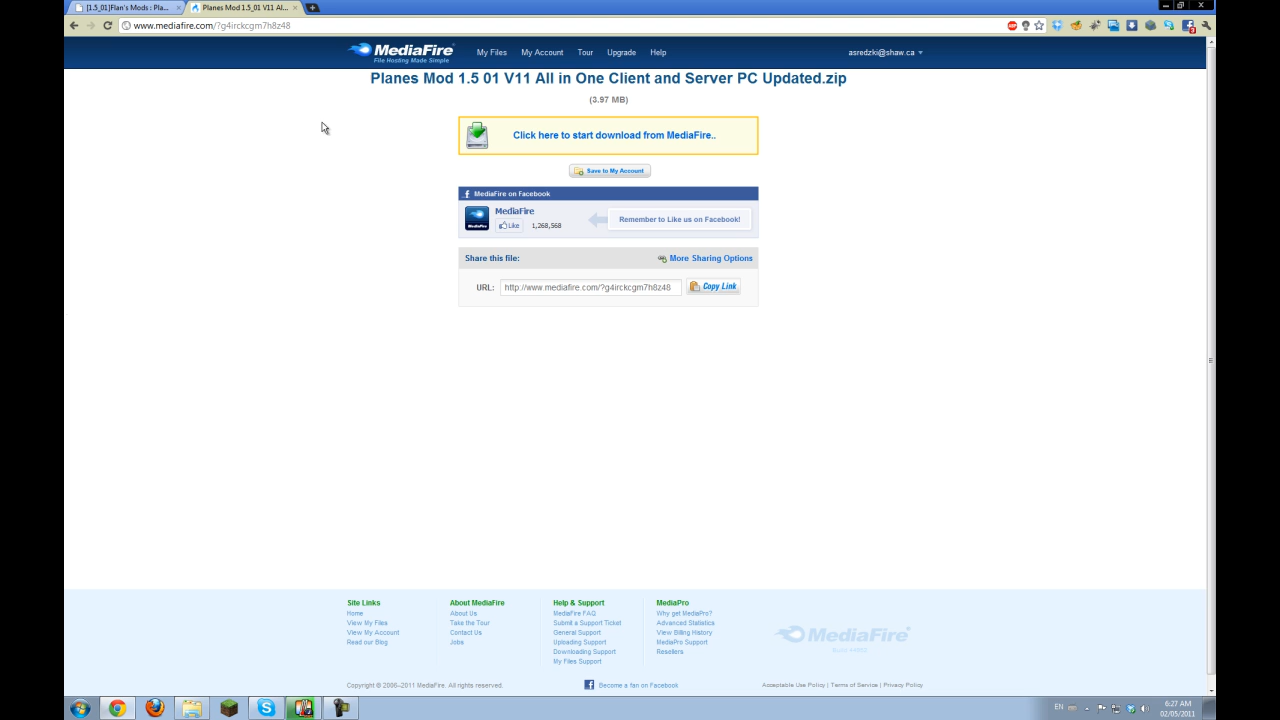 [1.5_01]Flan's Mods : Pla...
Planes Mod 1.5_01 V11 Al...
www.mediafire.com/?g4irckcgm7h8z48
MediaFire
File Hosting Made Simple
My Files
My Account
Tour
Upgrade
Help
asredzki@shaw.ca
Planes Mod 1.5 01 V11 All in One Client and Server PC Updated.zip
(3.97 MB)
Click here to start download from MediaFire..
Save to My Account
MediaFire on Facebook
MediaFire
Like
1,268,568
Remember to Like us on Facebook!
Share this file:
More Sharing Options
URL:
http://www.mediafire.com/?g4irckcgm7h8z48
Copy Link
Site Links
Home
View My Files
View My Account
Read our Blog
About MediaFire
About Us
Take the Tour
Contact Us
Jobs
Help & Support
MediaFire FAQ
Submit a Support Ticket
General Support
Uploading Support
Downloading Support
My Files Support
MediaPro
Why get MediaPro?
Advanced Statistics
View Billing History
MediaPro Support
Resellers
MediaFire
Copyright © 2006–2011 MediaFire. All rights reserved.
Become a fan on Facebook
Acceptable Use Policy | Terms of Service | Privacy Policy
EN
6:27 AM
02/05/2011